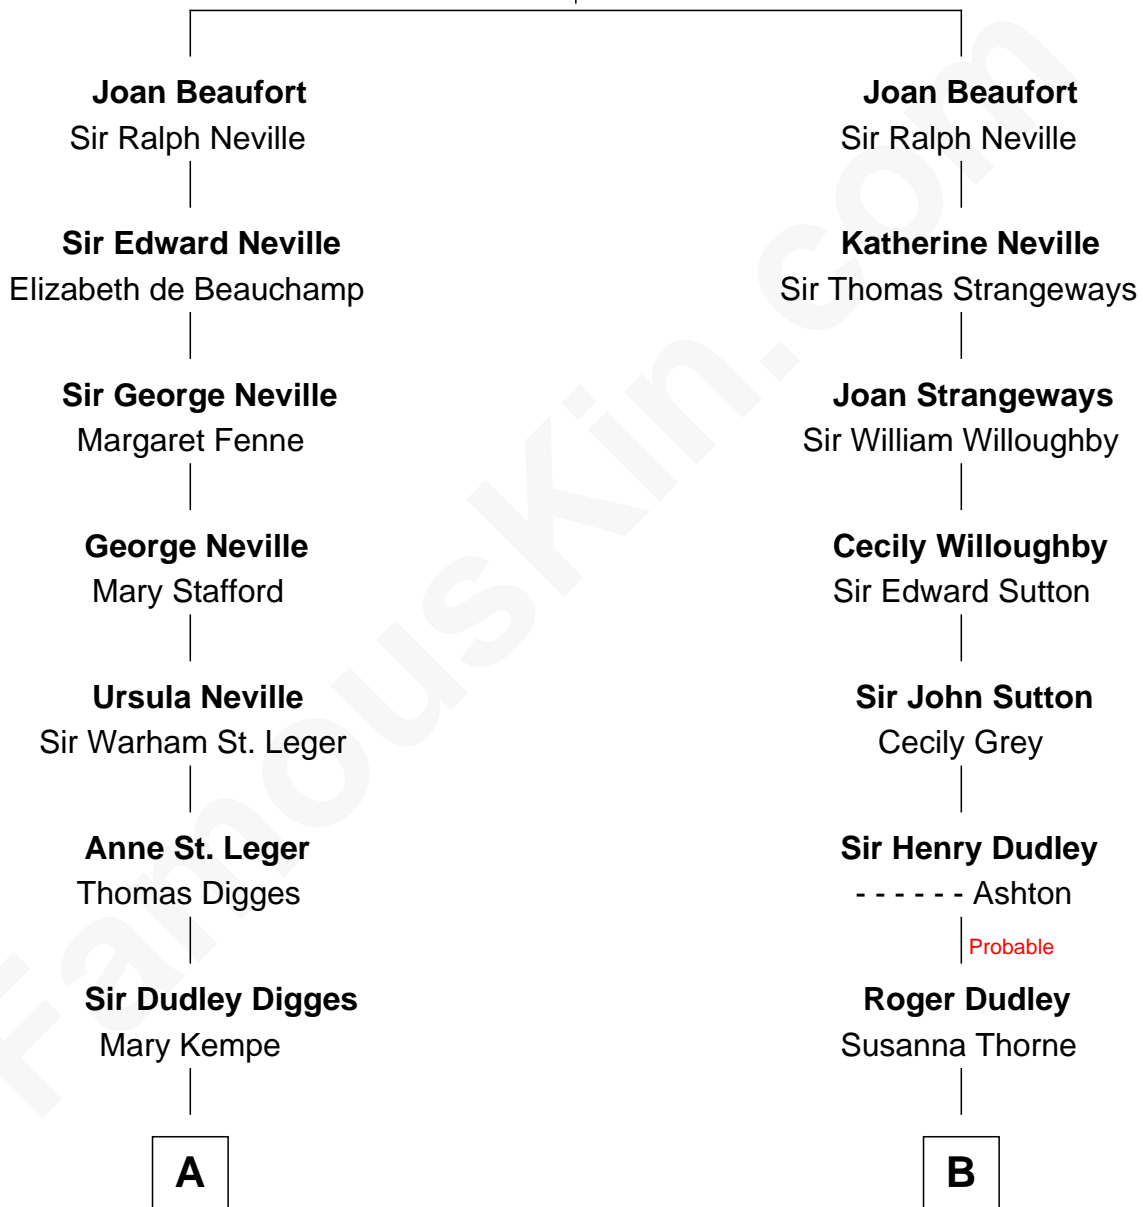 Joan Beaufort
Sir Ralph Neville
Sir Edward Neville
Elizabeth de Beauchamp
Sir George Neville
Margaret Fenne
George Neville
Mary Stafford
Ursula Neville
Sir Warham St. Leger
Anne St. Leger
Thomas Digges
Sir Dudley Digges
Mary Kempe
A
Joan Beaufort
Sir Ralph Neville
Katherine Neville
Sir Thomas Strangeways
Joan Strangeways
Sir William Willoughby
Cecily Willoughby
Sir Edward Sutton
Sir John Sutton
Cecily Grey
Sir Henry Dudley
- - - - - - Ashton
Probable
Roger Dudley
Susanna Thorne
B
FamousKin.com